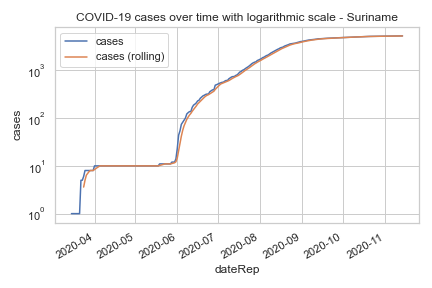 COVID-19 cases over time with logarithmic scale - Suriname
cases
cases (rolling)
10³
10²
10¹
10⁰
cases
2020-04
2020-05
2020-06
2020-07
2020-08
2020-09
2020-10
2020-11
dateRep